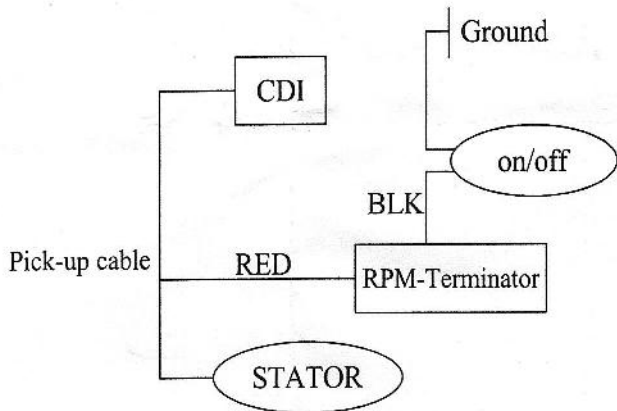 Ground
CDI
on/off
BLK
Pick-up cable
RED
RPM-Terminator
STATOR